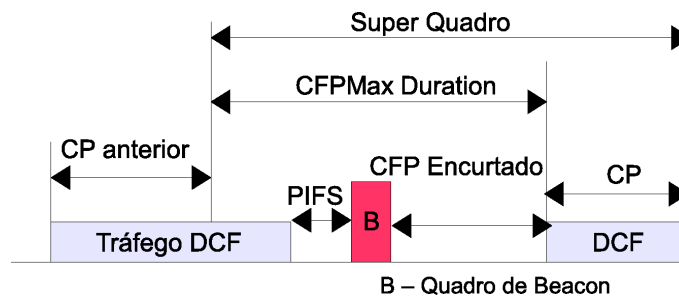 Super Quadro
CFPMax Duration
CP anterior
CFP Encurtado
CP
PIFS
B
Tráfego DCF
DCF
B – Quadro de Beacon